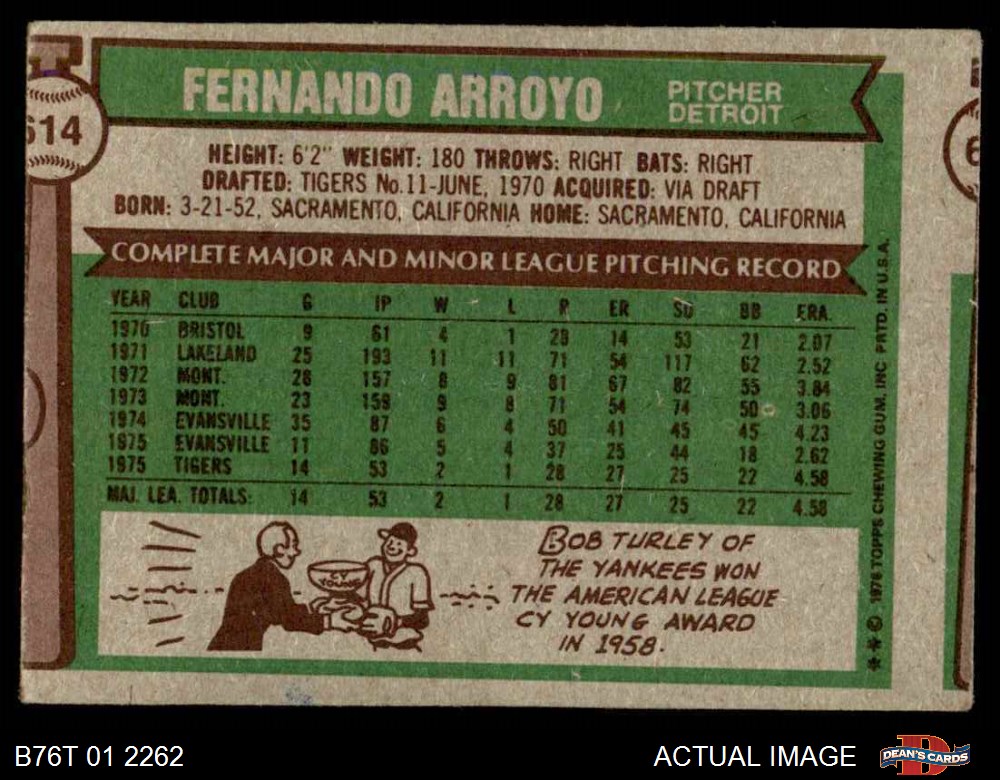 FERNANDO ARROYO
PITCHER
DETROIT
614
6
HEIGHT: 6'2" WEIGHT: 180 THROWS: RIGHT BATS: RIGHT
DRAFTED: TIGERS No.11-JUNE, 1970 ACQUIRED: VIA DRAFT
BORN: 3-21-52, SACRAMENTO, CALIFORNIA HOME: SACRAMENTO, CALIFORNIA
COMPLETE MAJOR AND MINOR LEAGUE PITCHING RECORD
YEAR CLUB G IP W L R ER SO BB ERA
1970 BRISTOL 9 61 4 1 28 14 53 21 2.07
1971 LAKELAND 25 193 11 11 71 54 117 62 2.52
1972 MONT. 28 157 8 9 81 67 82 55 3.84
1973 MONT. 23 159 9 8 71 54 74 50 3.06
1974 EVANSVILLE 35 87 6 4 50 41 45 45 4.23
1975 EVANSVILLE 11 86 5 4 37 25 44 18 2.62
1975 TIGERS 14 53 2 1 28 27 25 22 4.58
MAJ. LEA. TOTALS: 14 53 2 1 28 27 25 22 4.58
CY
YOUNG
BOB TURLEY OF
THE YANKEES WON
THE AMERICAN LEAGUE
CY YOUNG AWARD
IN 1958.
** © 1976 TOPPS CHEWING GUM, INC PRTD. IN U.S.A.
B76T 01 2262
ACTUAL IMAGE
DEAN'S CARDS